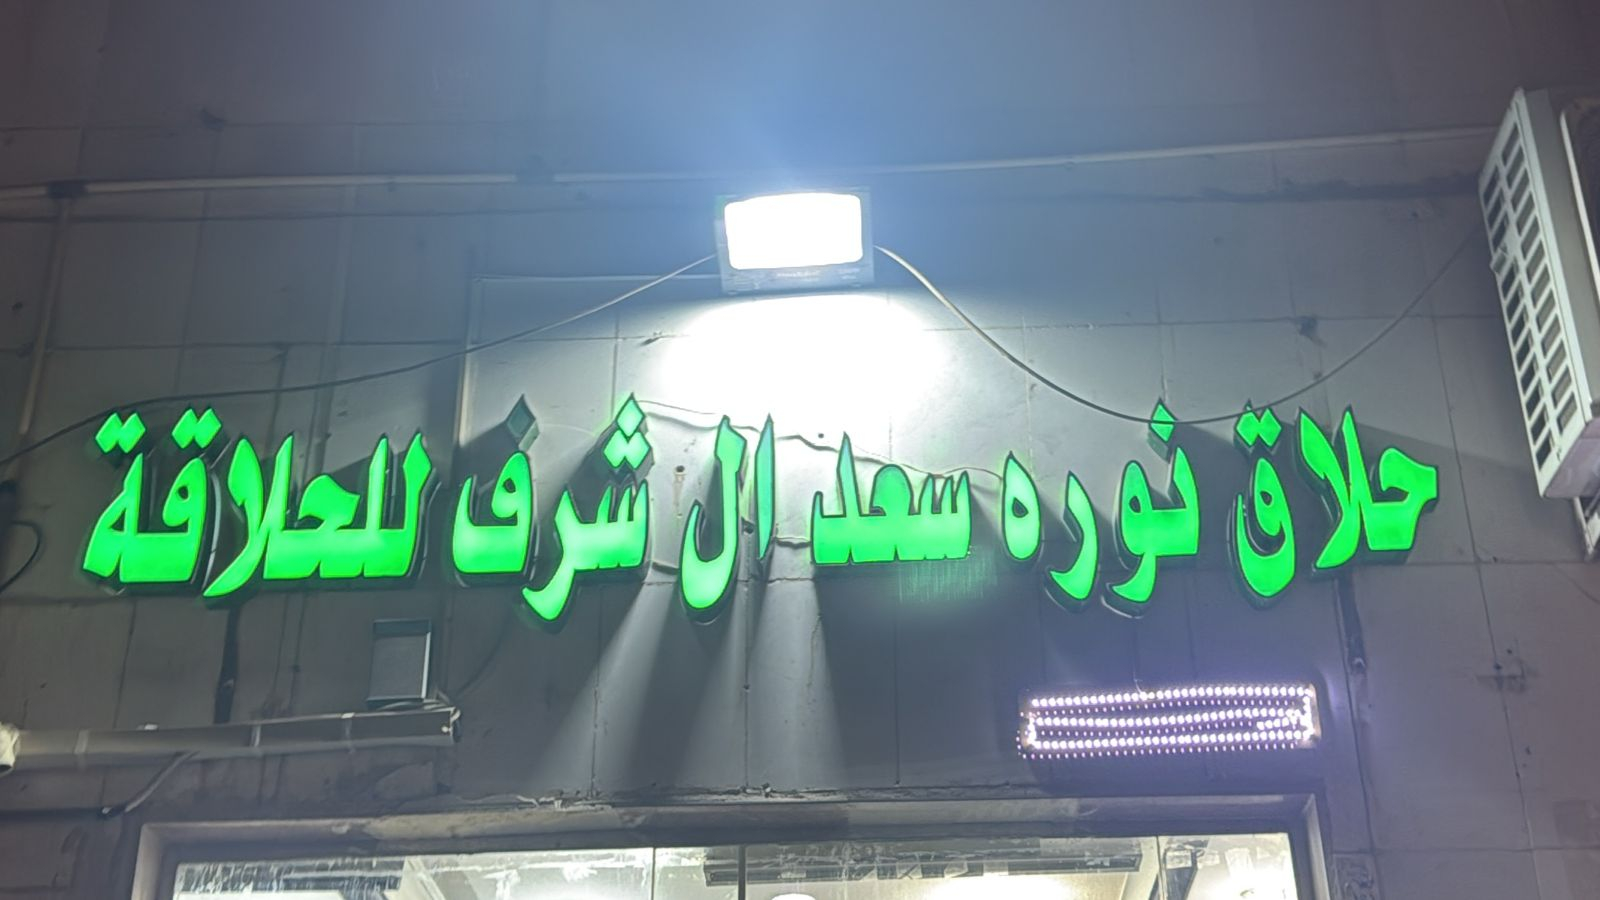 حلاق نوره سعد ال شرف للحلاقة